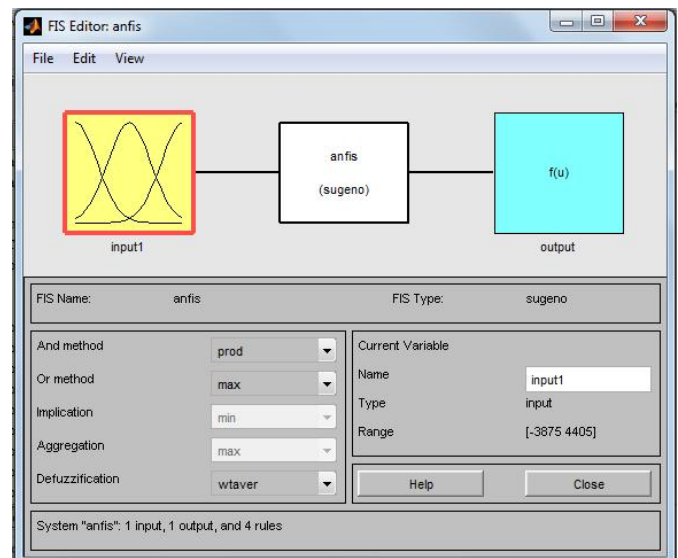 FIS Editor: anfis
File Edit View
anfis
(sugeno)
f(u)
input1
output
FIS Name: anfis FIS Type: sugeno
And method prod
Or method max
Implication min
Aggregation max
Defuzzification wtaver
Current Variable
Name input1
Type input
Range [-3875 4405]
Help Close
System "anfis": 1 input, 1 output, and 4 rules